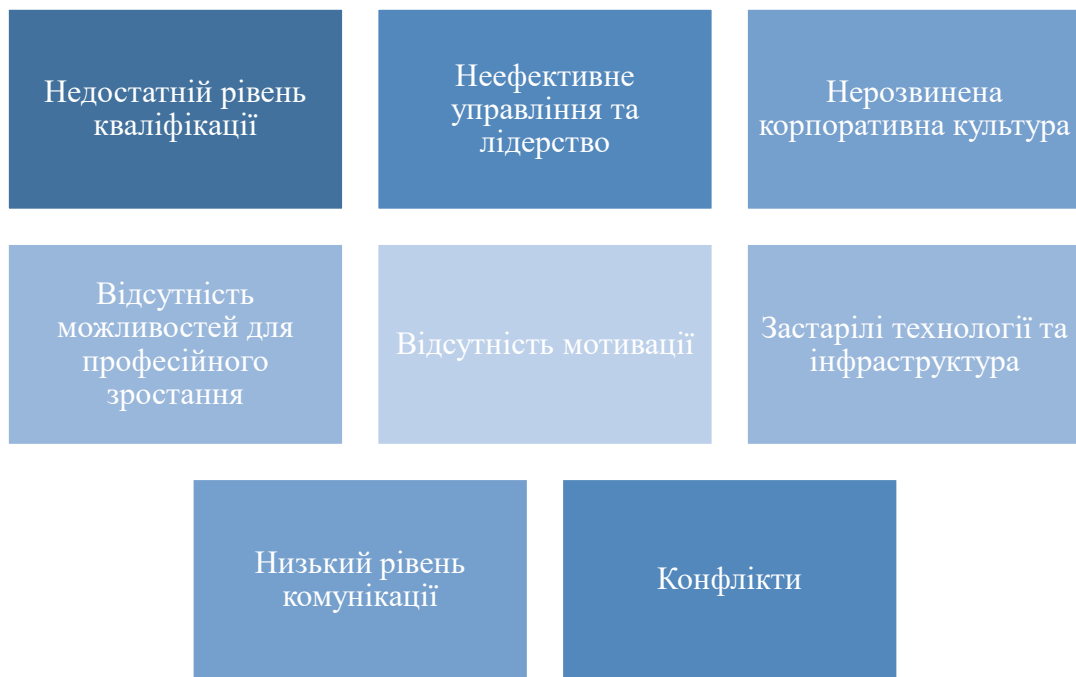 Недостатній рівень
кваліфікації
Неефективне
управління та
лідерство
Нерозвинена
корпоративна культура
Відсутність
можливостей для
професійного
зростання
Відсутність мотивації
Застарілі технології та
інфраструктура
Низький рівень
комунікації
Конфлікти